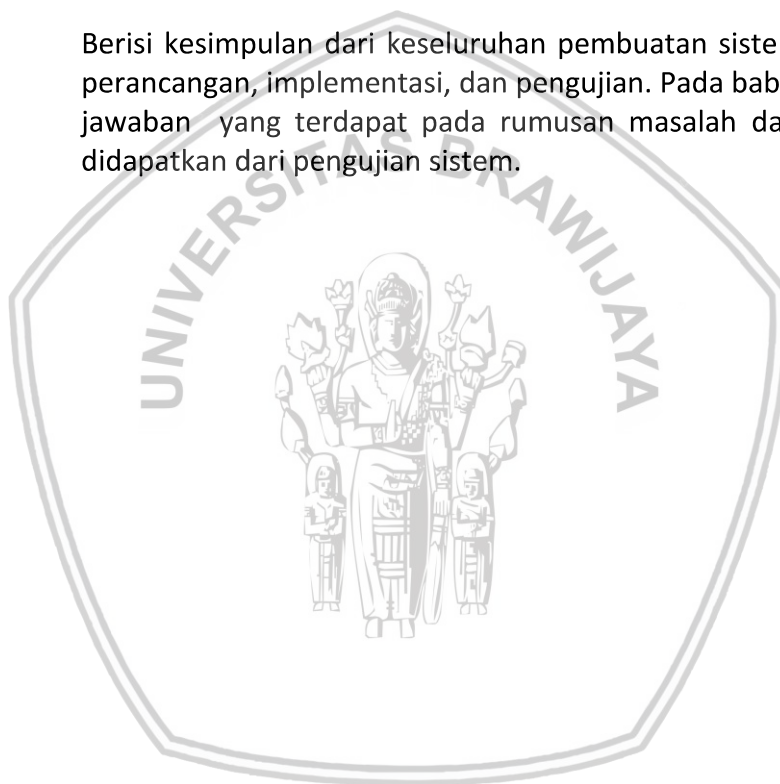 Berisi kesimpulan dari keseluruhan pembuatan siste
perancangan, implementasi, dan pengujian. Pada bab
jawaban yang terdapat pada rumusan masalah da
didapatkan dari pengujian sistem.
UNIVERSITAS BRAWIJAYA